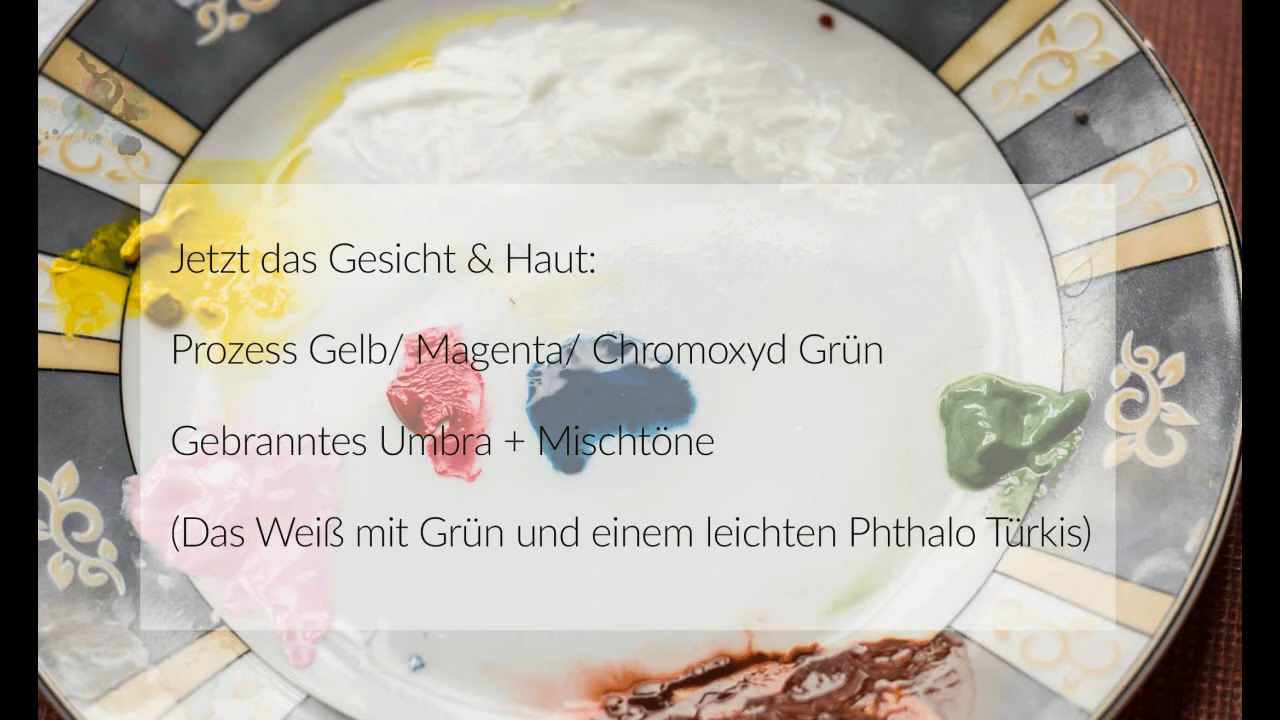 Jetzt das Gesicht & Haut:
Prozess Gelb/ Magenta/ Chromoxyd Grün
Gebranntes Umbra + Mischtöne
(Das Weiß mit Grün und einem leichten Phthalo Türkis)